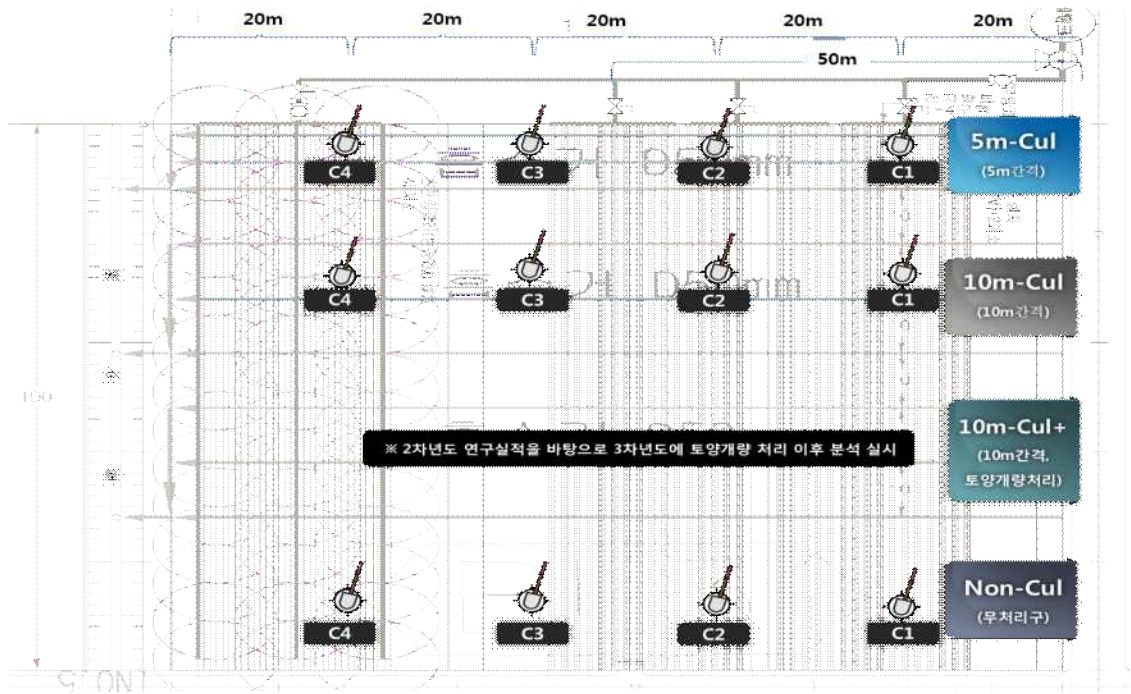 20m 20m 20m 20m 20m
50m
5m-Cul
(5m간격)
C4 C3 C2 C1
10m-Cul
(10m간격)
C4 C3 C2 C1
100
10m-Cul+
(10m간격,
토양개량처리)
※ 2차년도 연구실적을 바탕으로 3차년도에 토양개량 처리 이후 분석 실시
Non-Cul
(무처리구)
C4 C3 C2 C1